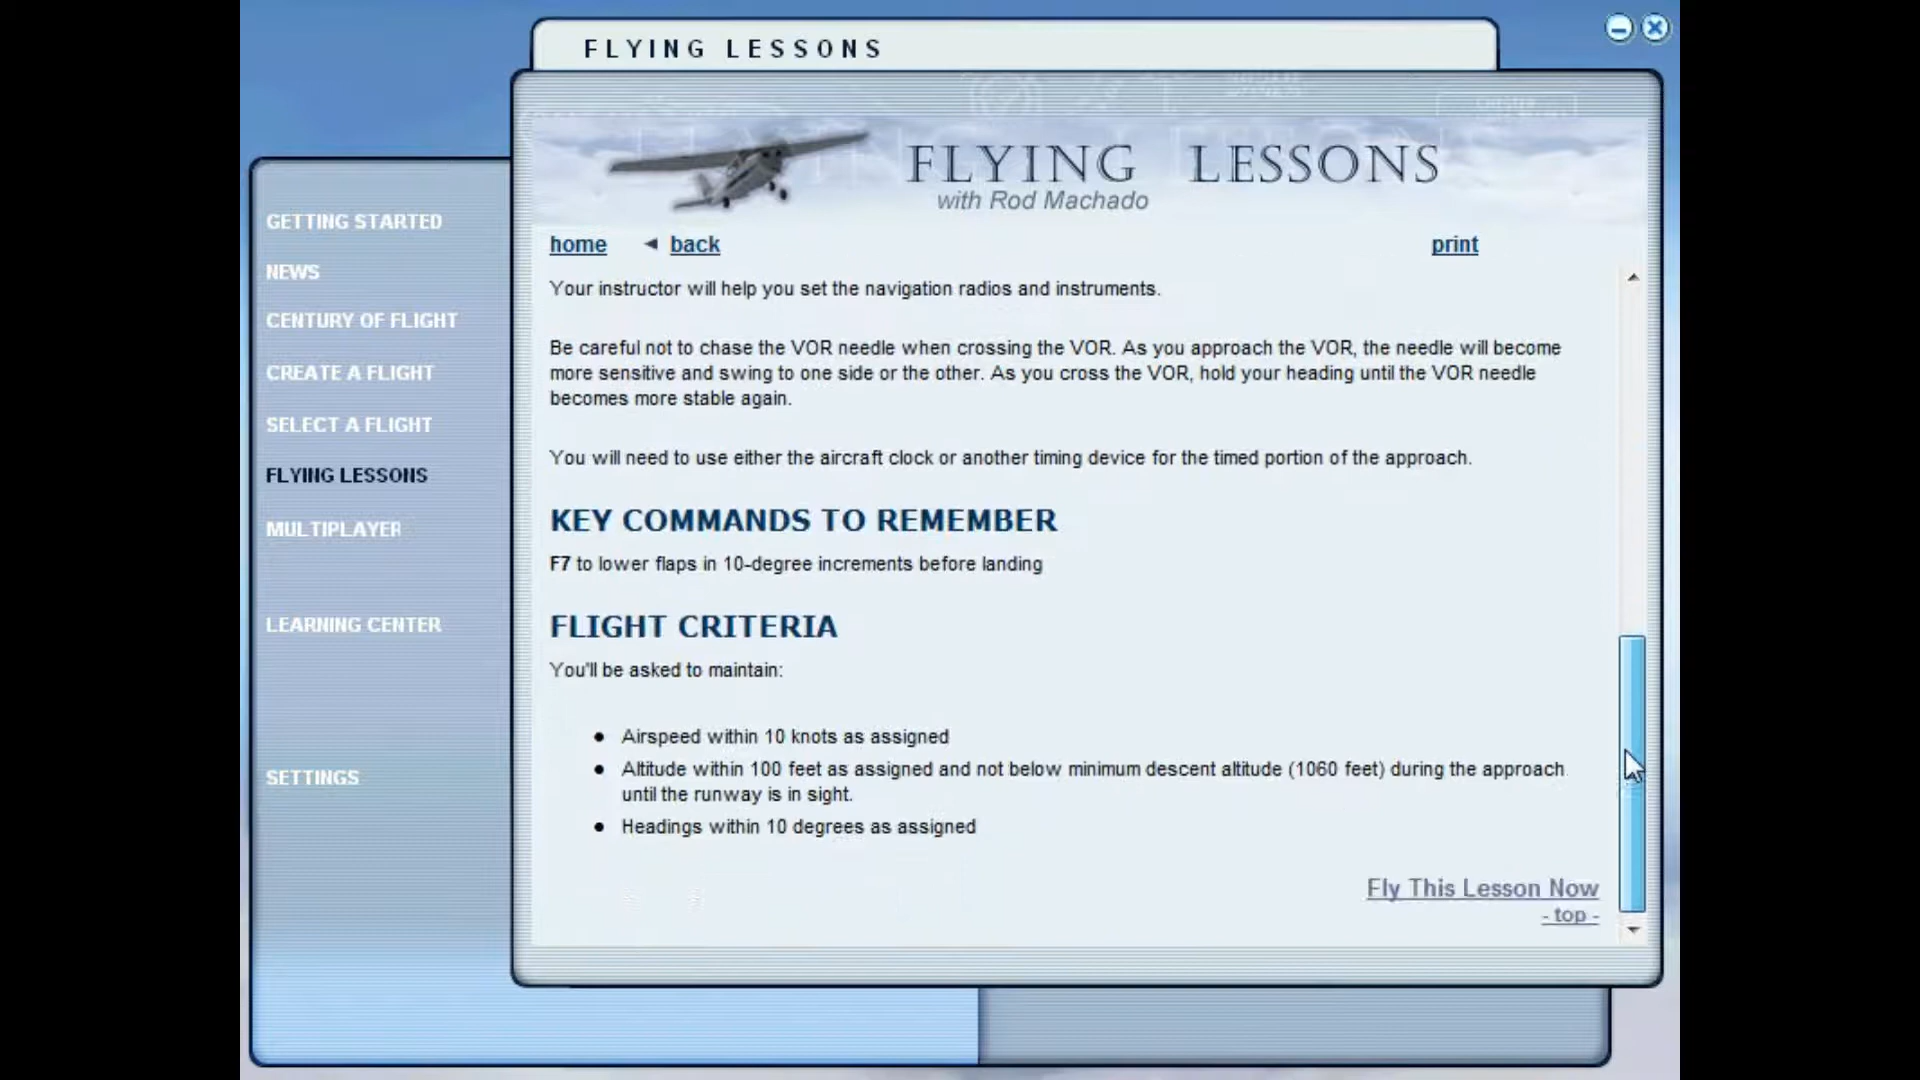 FLYING LESSONS
FLYING LESSONS
with Rod Machado
home
back
print
GETTING STARTED
NEWS
CENTURY OF FLIGHT
CREATE A FLIGHT
SELECT A FLIGHT
FLYING LESSONS
MULTIPLAYER
LEARNING CENTER
SETTINGS
Your instructor will help you set the navigation radios and instruments.
Be careful not to chase the VOR needle when crossing the VOR. As you approach the VOR, the needle will become
more sensitive and swing to one side or the other. As you cross the VOR, hold your heading until the VOR needle
becomes more stable again.
You will need to use either the aircraft clock or another timing device for the timed portion of the approach.
KEY COMMANDS TO REMEMBER
F7 to lower flaps in 10-degree increments before landing
FLIGHT CRITERIA
You'll be asked to maintain:
● Airspeed within 10 knots as assigned
● Altitude within 100 feet as assigned and not below minimum descent altitude (1060 feet) during the approach
until the runway is in sight.
● Headings within 10 degrees as assigned
Fly This Lesson Now
- top -